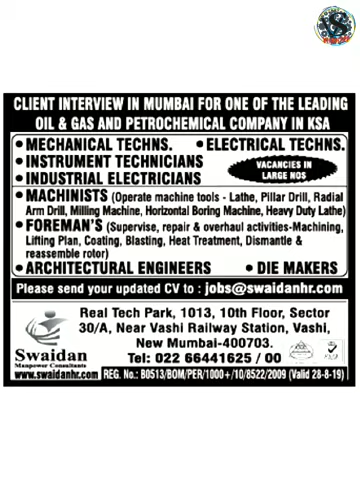 CLIENT INTERVIEW IN MUMBAI FOR ONE OF THE LEADING
OIL & GAS AND PETROCHEMICAL COMPANY IN KSA
• MECHANICAL TECHNS. • ELECTRICAL TECHNS.
• INSTRUMENT TECHNICIANS
• INDUSTRIAL ELECTRICIANS
VACANCIES IN
LARGE NOS
• MACHINISTS (Operate machine tools - Lathe, Pillar Drill, Radial
Arm Drill, Milling Machine, Horizontal Boring Machine, Heavy Duty Lathe)
• FOREMAN'S (Supervise, repair & overhaul activities-Machining,
Lifting Plan, Coating, Blasting, Heat Treatment, Dismantle &
reassemble rotor)
• ARCHITECTURAL ENGINEERS • DIE MAKERS
Please send your updated CV to : jobs@swaidanhr.com
Real Tech Park, 1013, 10th Floor, Sector
30/A, Near Vashi Railway Station, Vashi,
New Mumbai-400703.
Tel: 022 66441625 / 00
Swaidan
Manpower Consultants
www.swaidanhr.com REG. No.: B0513/BOM/PER/1000+/10/8522/2009 (Valid 28-8-19)